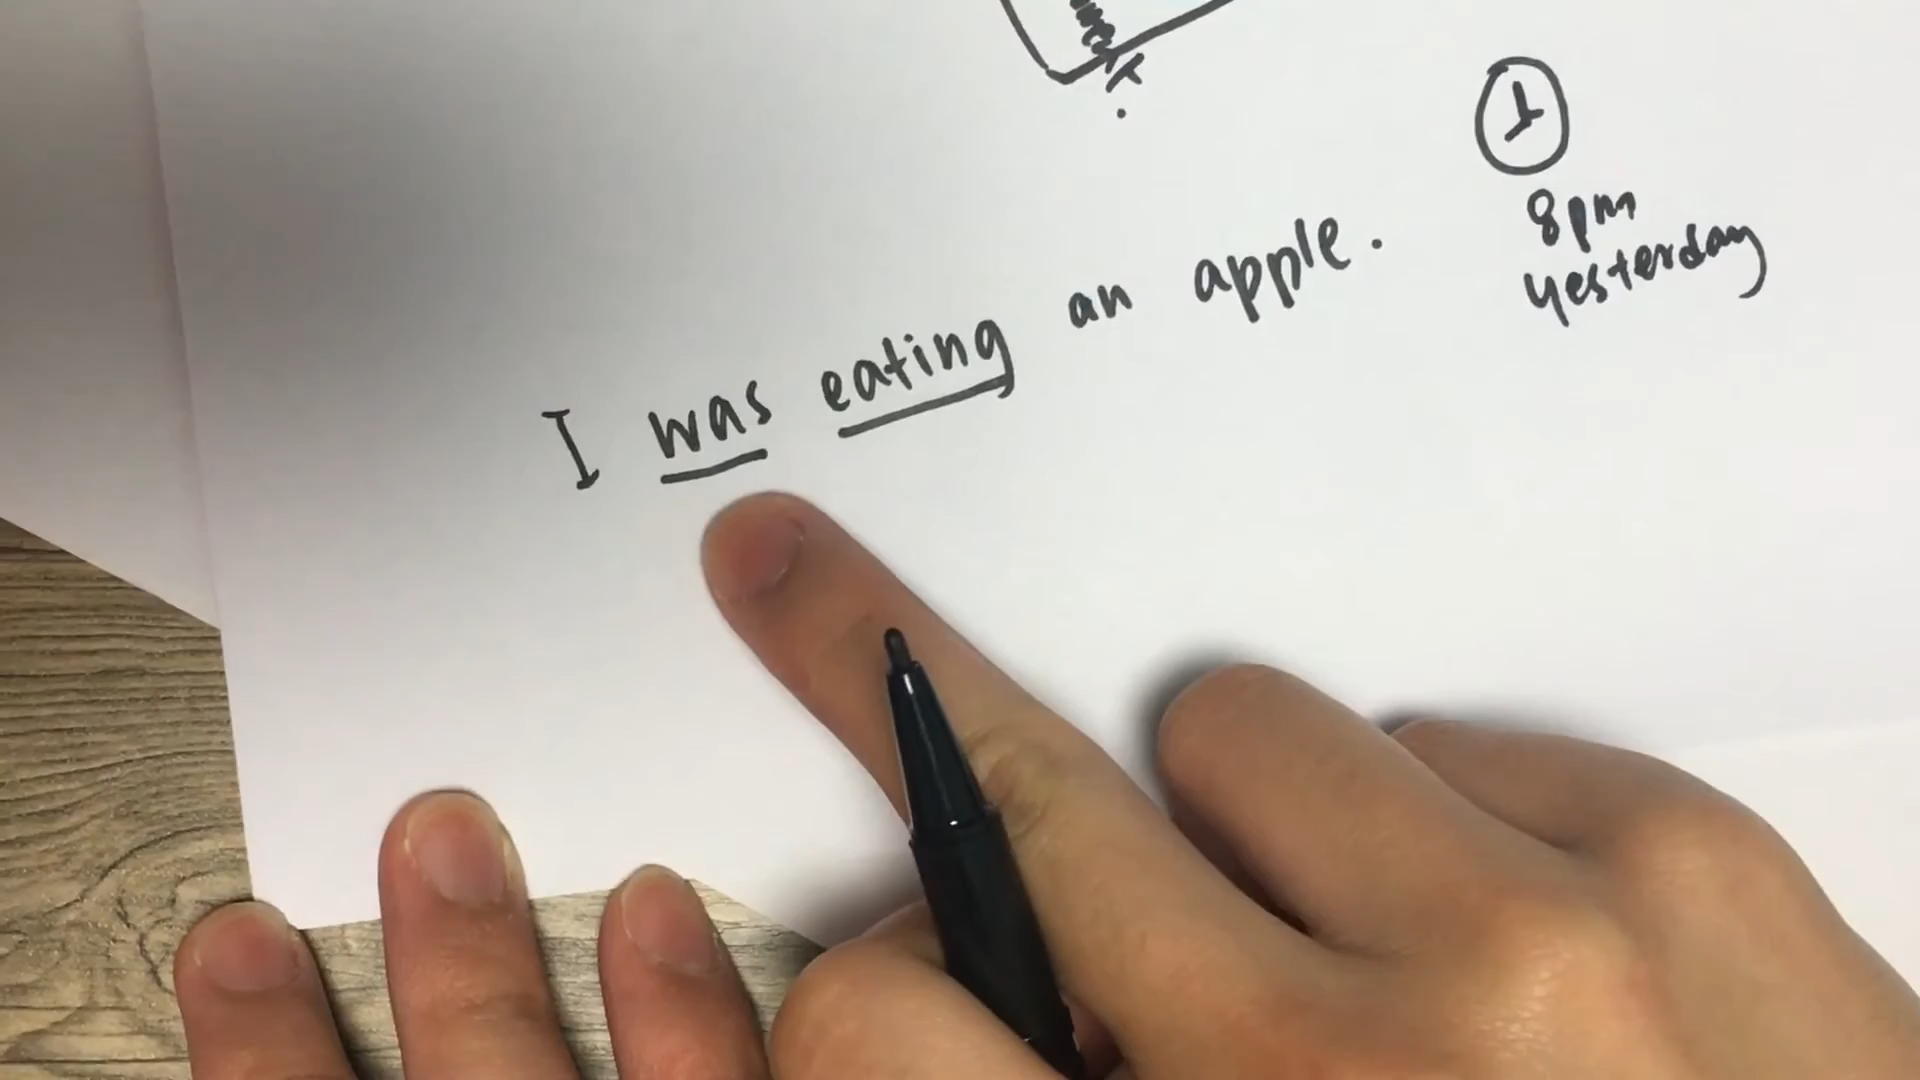 8pm
yesterday
I was eating an apple.